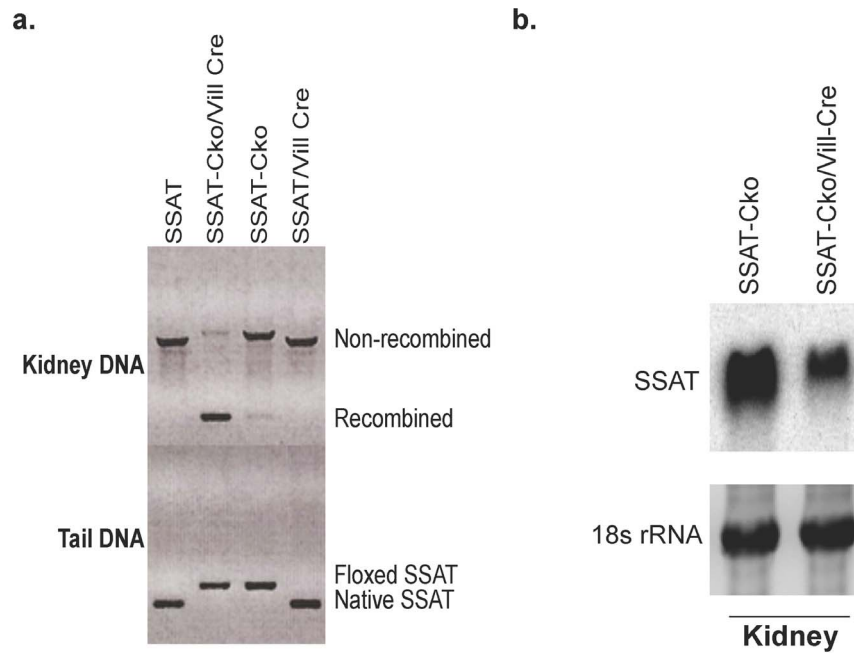 a.
SSAT
SSAT-Cko/Vill Cre
SSAT-Cko
SSAT/Vill Cre
Kidney DNA
Non-recombined
Recombined
Tail DNA
Floxed SSAT
Native SSAT
b.
SSAT-Cko
SSAT-Cko/Vill-Cre
SSAT
18s rRNA
Kidney